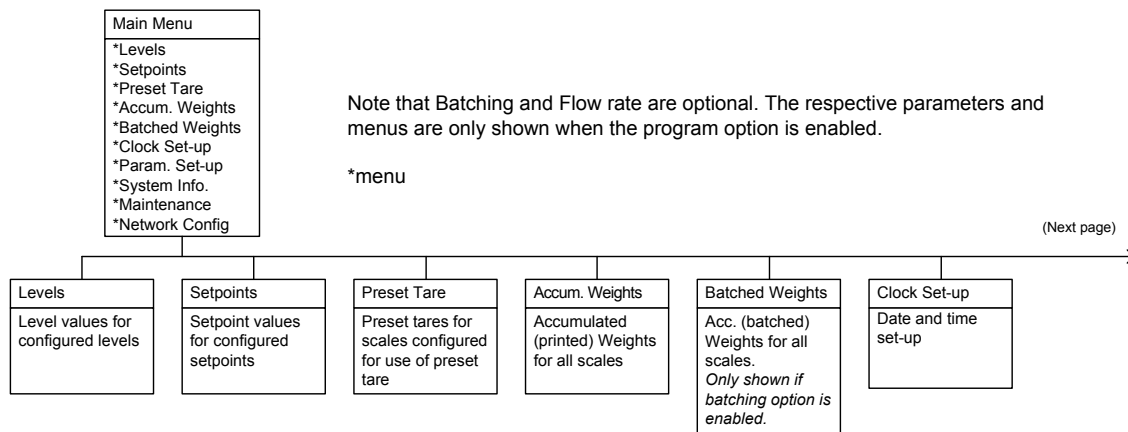 Main Menu
*Levels
*Setpoints
*Preset Tare
*Accum. Weights
*Batched Weights
*Clock Set-up
*Param. Set-up
*System Info.
*Maintenance
*Network Config
Note that Batching and Flow rate are optional. The respective parameters and
menus are only shown when the program option is enabled.
*menu
(Next page)
Levels
Level values for
configured levels
Setpoints
Setpoint values
for configured
setpoints
Preset Tare
Preset tares for
scales configured
for use of preset
tare
Accum. Weights
Accumulated
(printed) Weights
for all scales
Batched Weights
Acc. (batched)
Weights for all
scales.
Only shown if
batching option is
enabled.
Clock Set-up
Date and time
set-up